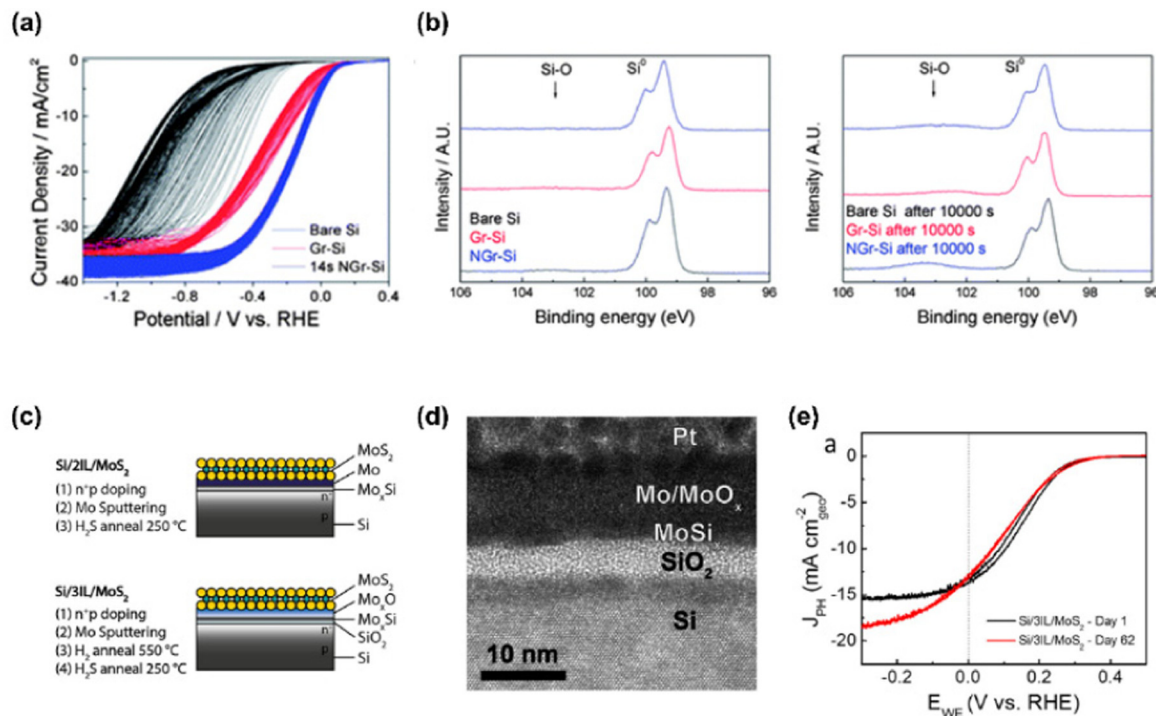 (a)
0
-10
-20
-30
-40
Current Density / mA/cm²
Bare Si
Gr-Si
14s NGr-Si
-1.2 -0.8 -0.4 0.0 0.4
Potential / V vs. RHE
(b)
Intensity / A.U.
Si-O
Si⁰
Bare Si
Gr-Si
NGr-Si
106 104 102 100 98 96
Binding energy (eV)
Intensity / A.U.
Si-O
Si⁰
Bare Si after 10000 s
Gr-Si after 10000 s
NGr-Si after 10000 s
106 104 102 100 98 96
Binding energy (eV)
(c)
Si/2IL/MoS₂
(1) n⁺p doping
(2) Mo Sputtering
(3) H₂S anneal 250 °C
MoS₂
Mo
MoₓSi
n⁺
p
Si
Si/3IL/MoS₂
(1) n⁺p doping
(2) Mo Sputtering
(3) H₂ anneal 550 °C
(4) H₂S anneal 250 °C
MoS₂
MoₓO
MoₓSi
SiO₂
n⁺
p
Si
(d)
Pt
Mo/MoOₓ
MoSi
SiO₂
Si
10 nm
(e)
a
0
-5
-10
-15
-20
J_PH (mA cm⁻²_geo)
Si/3IL/MoS₂ - Day 1
Si/3IL/MoS₂ - Day 62
-0.2 0.0 0.2 0.4
E_WE (V vs. RHE)